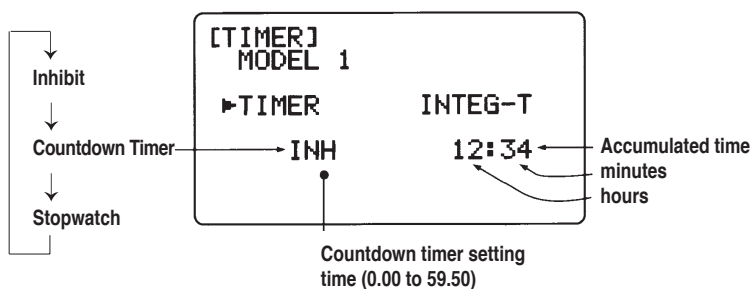 [TIMER]
MODEL 1
TIMER INTEG-T
INH 12:34
Inhibit
Countdown Timer
Stopwatch
Accumulated time
minutes
hours
Countdown timer setting
time (0.00 to 59.50)